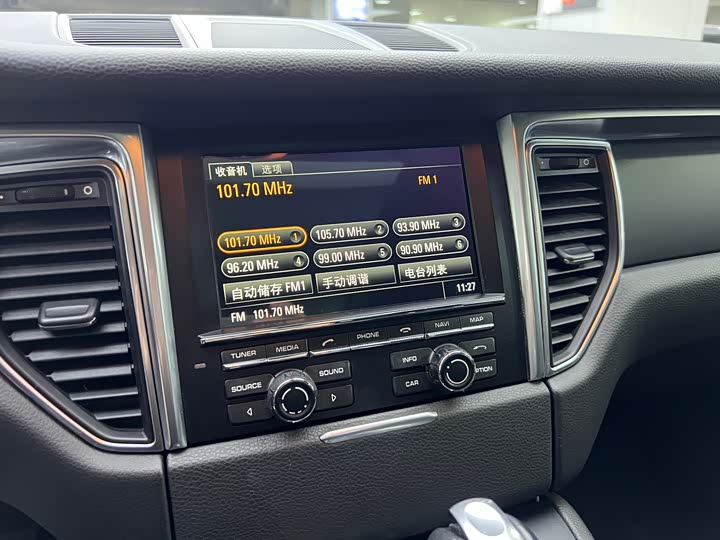 收音机 选项
101.70 MHz FM 1
101.70 MHz 1 105.70 MHz 2 93.90 MHz 3
96.20 MHz 4 99.00 MHz 5 90.90 MHz 6
自动储存 FM1 手动调谐 电台列表
FM 101.70 MHz 11:27
TUNER MEDIA PHONE NAVI MAP
SOURCE SOUND INFO
CAR OPTION